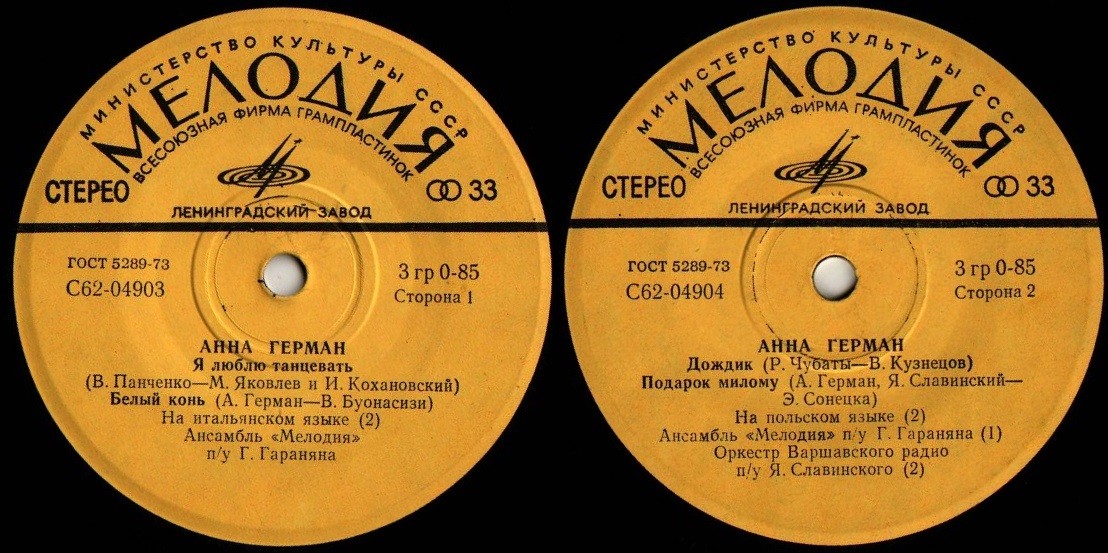 МИНИСТЕРСТВО КУЛЬТУРЫ СССР
МЕЛОДИЯ
ВСЕСОЮЗНАЯ ФИРМА ГРАМПЛАСТИНОК
СТЕРЕО
33
ЛЕНИНГРАДСКИЙ ЗАВОД
ГОСТ 5289-73
С62-04903
3 гр 0-85
Сторона 1
АННА ГЕРМАН
Я люблю танцевать
(В. Панченко—М. Яковлев и И. Кохановский)
Белый конь (А. Герман—В. Буонасизи)
На итальянском языке (2)
Ансамбль «Мелодия»
п/у Г. Гараняна
МИНИСТЕРСТВО КУЛЬТУРЫ СССР
МЕЛОДИЯ
ВСЕСОЮЗНАЯ ФИРМА ГРАМПЛАСТИНОК
СТЕРЕО
33
ЛЕНИНГРАДСКИЙ ЗАВОД
ГОСТ 5289-73
С62-04904
3 гр 0-85
Сторона 2
АННА ГЕРМАН
Дождик (Р. Чубаты—В. Кузнецов)
Подарок милому (А. Герман, Я. Славинский—
Э. Сонецка)
На польском языке (2)
Ансамбль «Мелодия» п/у Г. Гараняна (1)
Оркестр Варшавского радио
п/у Я. Славинского (2)